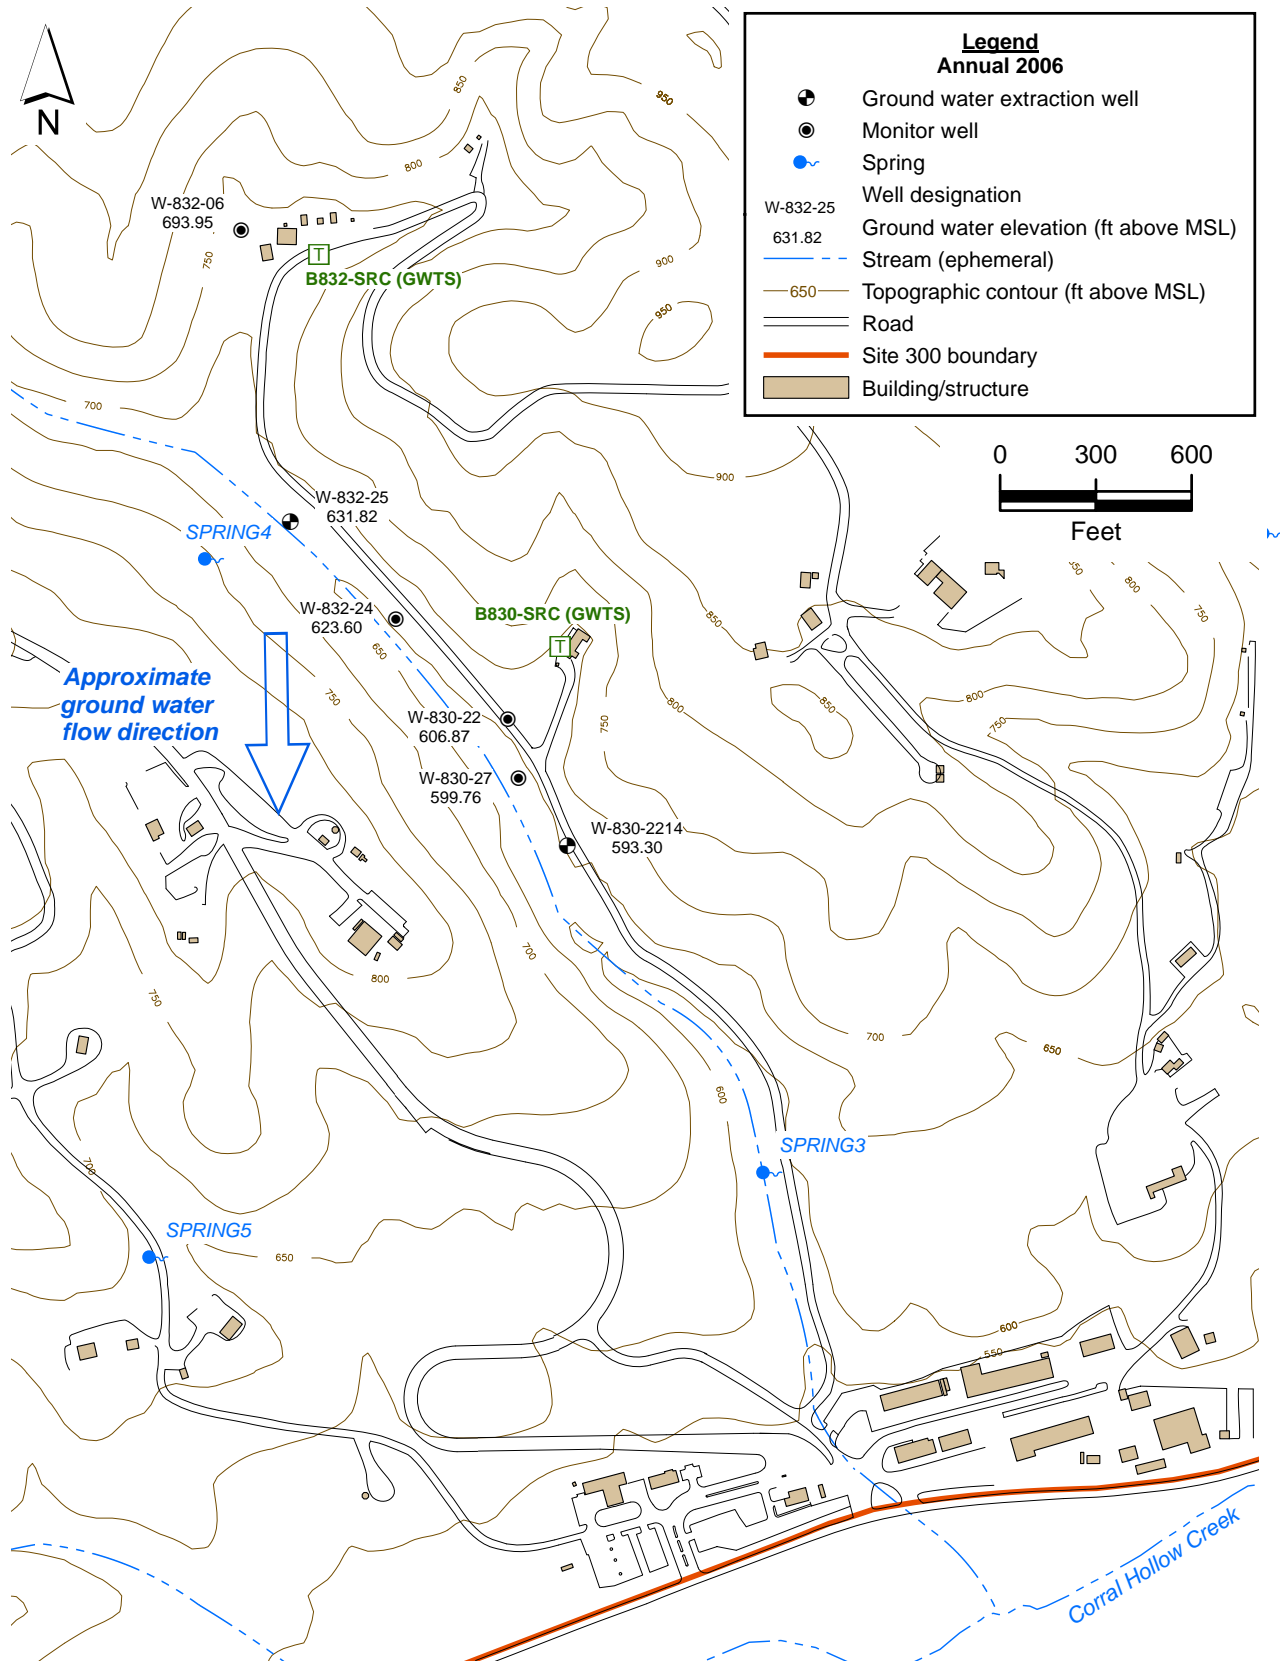 Legend
Annual 2006
Ground water extraction well
Monitor well
Spring
Well designation
W-832-25
Ground water elevation (ft above MSL)
631.82
Stream (ephemeral)
650
Topographic contour (ft above MSL)
Road
Site 300 boundary
Building/structure
N
850
950
800
W-832-06
693.95
750
T
B832-SRC (GWTS)
900
950
700
0 300 600
Feet
900
W-832-25
631.82
SPRING4
850
800
750
W-832-24
623.60
B830-SRC (GWTS)
T
850
650
Approximate
ground water
flow direction
750
800
800
850
W-830-22
606.87
750
750
W-830-27
599.76
W-830-2214
593.30
700
800
750
700
650
600
SPRING3
700
SPRING5
650
600
550
Corral Hollow Creek